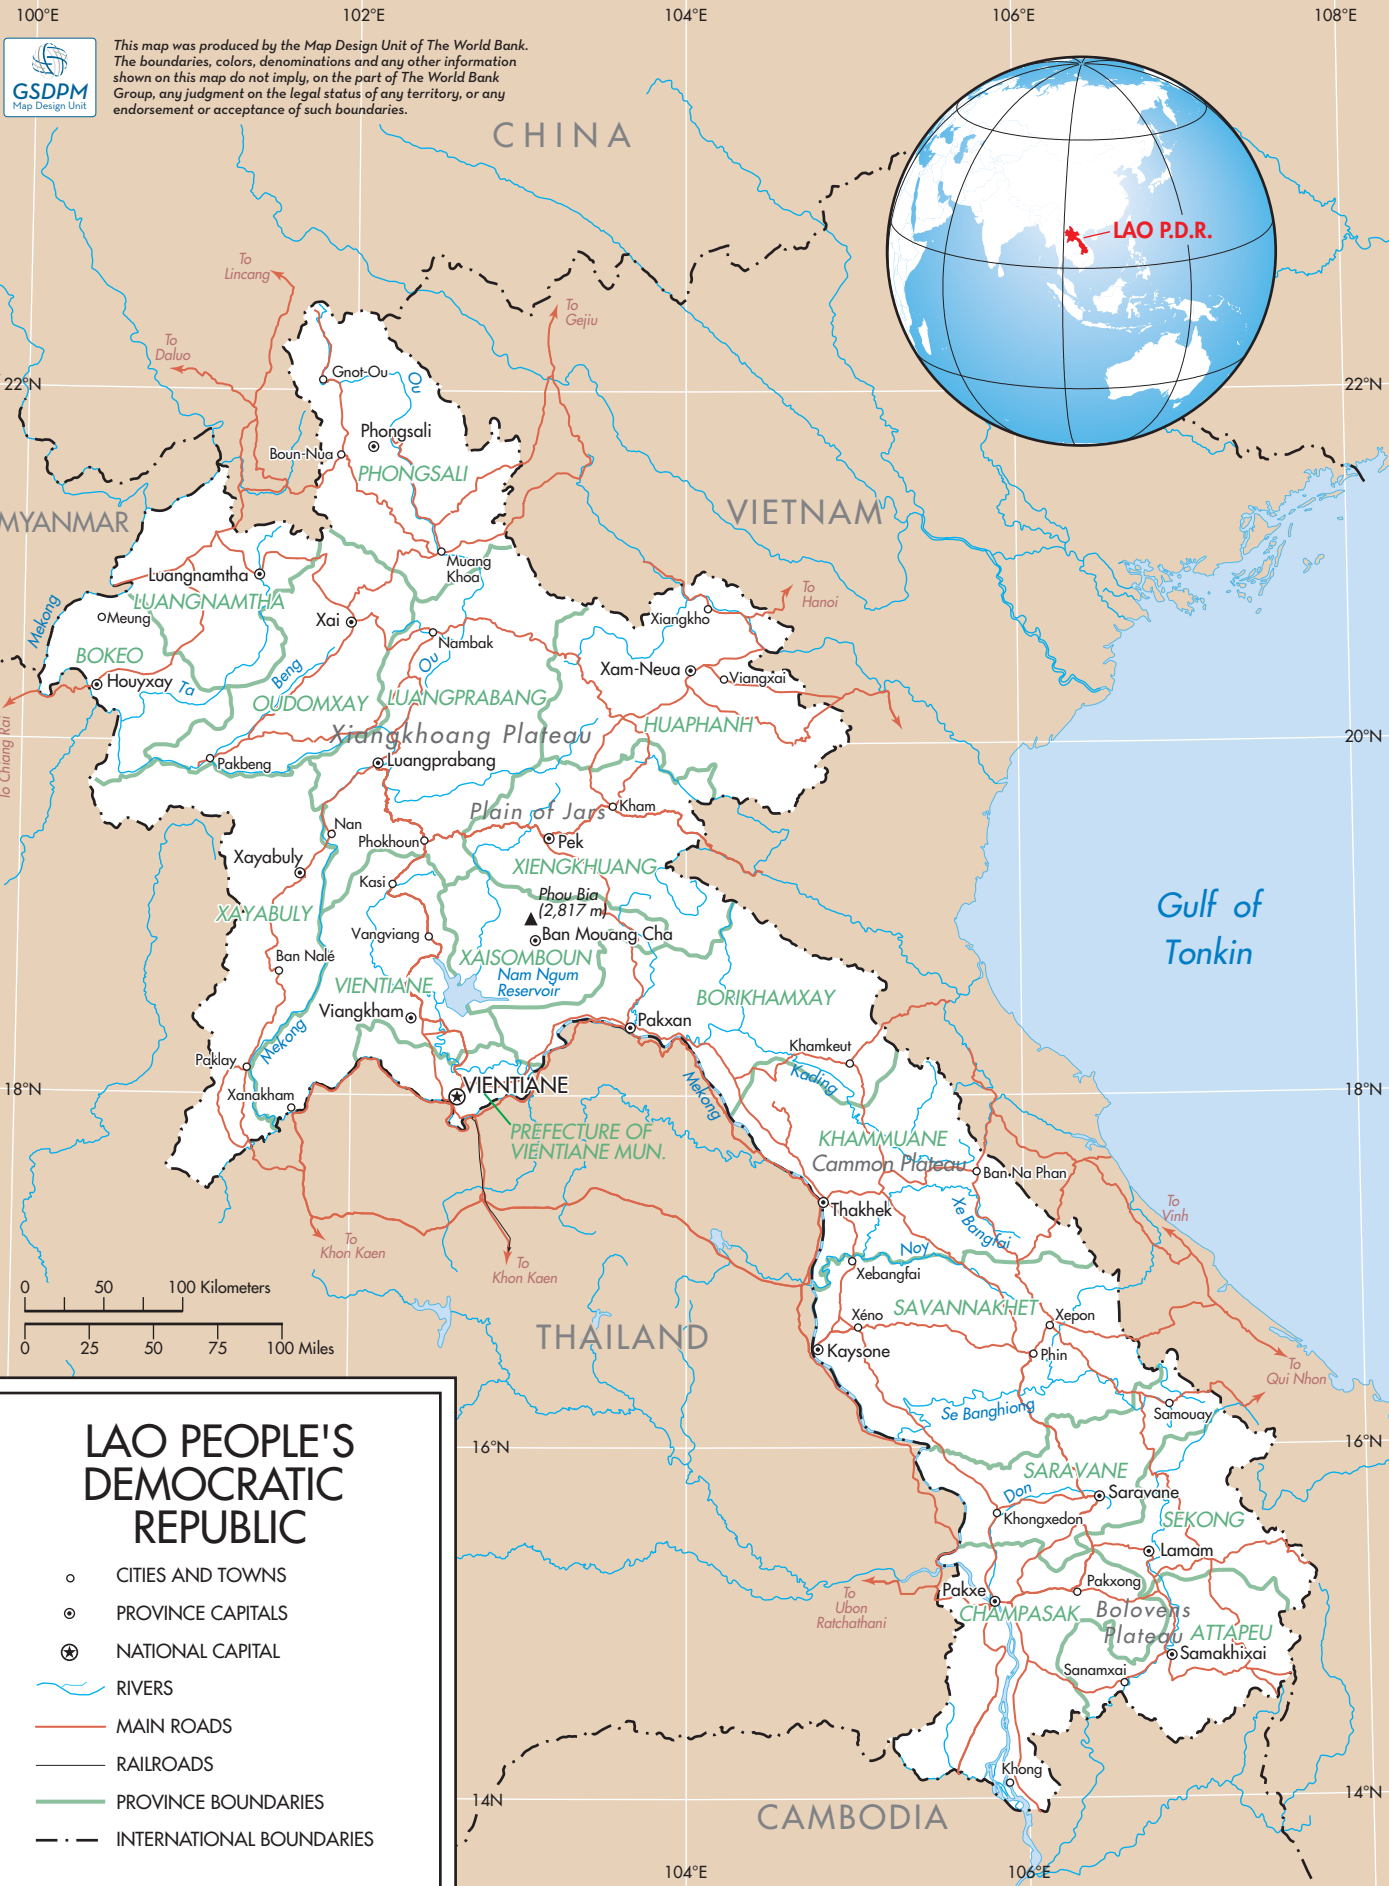 100°E
102°E
104°E
106°E
108°E
GSDPM
Map Design Unit
This map was produced by the Map Design Unit of The World Bank.
The boundaries, colors, denominations and any other information
shown on this map do not imply, on the part of The World Bank
Group, any judgment on the legal status of any territory, or any
endorsement or acceptance of such boundaries.
CHINA
LAO P.D.R.
To
Lincang
To
Gejiu
To
Daluo
22°N
22°N
Gnot-Ou
Ou
Phongsali
Boun-Nua
PHONGSALI
MYANMAR
VIETNAM
Muang
Khoa
Luangnamtha
LUANGNAMTHA
To
Hanoi
Mekong
Meung
Xai
Xiangkho
Nambak
BOKEO
Ou
Xam-Neua
Viangxai
Houyxay
Ta
Beng
OUDOMXAY
LUANGPRABANG
HUAPHANH
To Chiang Rai
Xiangkhoang Plateau
20°N
Pakbeng
Luangprabang
Plain of Jars
Kham
Nan
Phokhoun
Pek
Xayabuly
XIENGKHUANG
Kasi
Phou Bia
(2,817 m)
XAYABULY
Vangviang
Ban Mouang Cha
Gulf of
Tonkin
Ban Nalé
XAISOMBOUN
Nam Ngum
Reservoir
VIENTIANE
BORIKHAMXAY
Viangkham
Pakxan
Mekong
Khamkeut
Paklay
Kading
18°N
Xanakham
VIENTIANE
Mekong
18°N
PREFECTURE OF
VIENTIANE MUN.
KHAMMUANE
Cammon Plateau
Ban Na Phan
Thakhek
Xe Bangfai
To
Vinh
To
Khon Kaen
To
Khon Kaen
Noy
Xebangfai
0
50
100 Kilometers
0
25
50
75
100 Miles
THAILAND
SAVANNAKHET
Xéno
Xepon
Kaysone
Phin
To
Qui Nhon
Se Banghiong
Samouay
16°N
16°N
LAO PEOPLE'S
DEMOCRATIC
REPUBLIC
SARAVANE
Don
Saravane
Khongxedon
SEKONG
Lamam
CITIES AND TOWNS
To
Ubon
Ratchathani
Pakxe
Pakxong
PROVINCE CAPITALS
CHAMPASAK
Bolovens
Plateau
ATTAPEU
NATIONAL CAPITAL
Samakhixai
Sanamxai
RIVERS
MAIN ROADS
RAILROADS
Khong
PROVINCE BOUNDARIES
14N
14°N
CAMBODIA
INTERNATIONAL BOUNDARIES
104°E
106°E